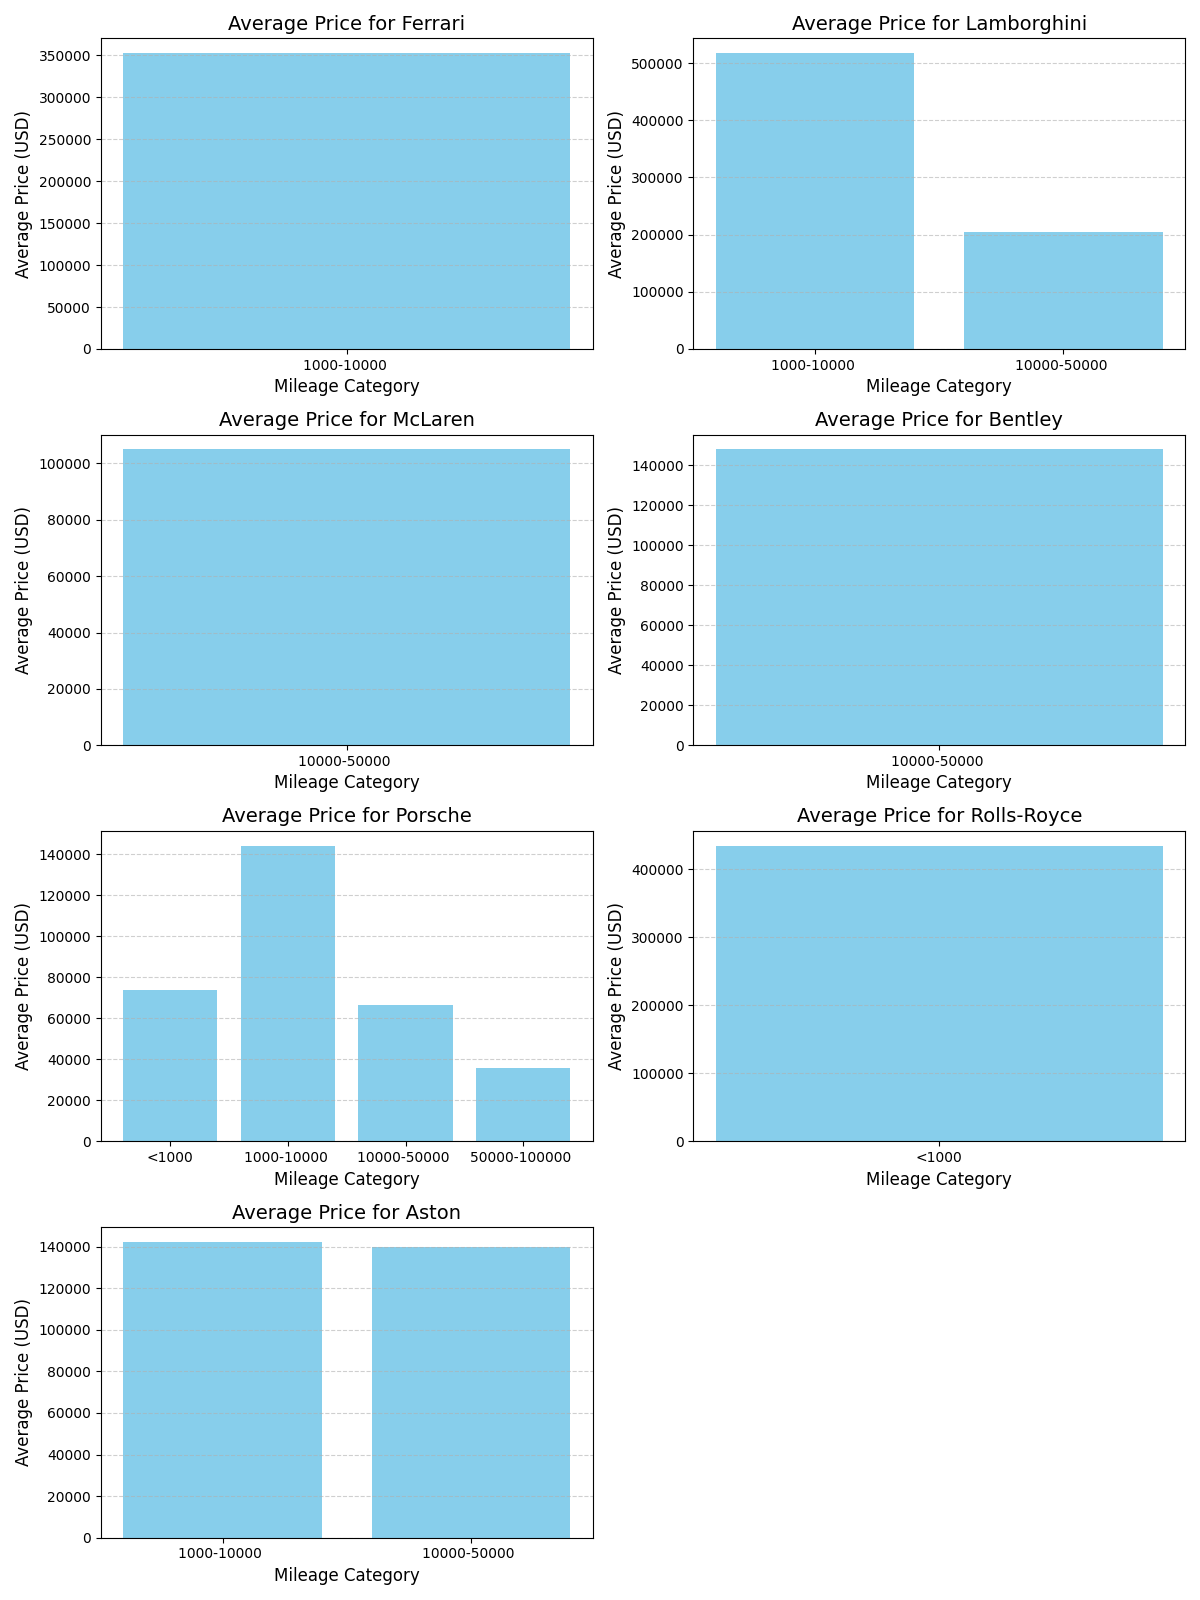 Average Price for Ferrari
Average Price (USD)
350000
300000
250000
200000
150000
100000
50000
0
1000-10000
Mileage Category
Average Price for Lamborghini
Average Price (USD)
500000
400000
300000
200000
100000
0
1000-10000 10000-50000
Mileage Category
Average Price for McLaren
Average Price (USD)
100000
80000
60000
40000
20000
0
10000-50000
Mileage Category
Average Price for Bentley
Average Price (USD)
140000
120000
100000
80000
60000
40000
20000
0
10000-50000
Mileage Category
Average Price for Porsche
Average Price (USD)
140000
120000
100000
80000
60000
40000
20000
0
<1000 1000-10000 10000-50000 50000-100000
Mileage Category
Average Price for Rolls-Royce
Average Price (USD)
400000
300000
200000
100000
0
<1000
Mileage Category
Average Price for Aston
Average Price (USD)
140000
120000
100000
80000
60000
40000
20000
0
1000-10000 10000-50000
Mileage Category